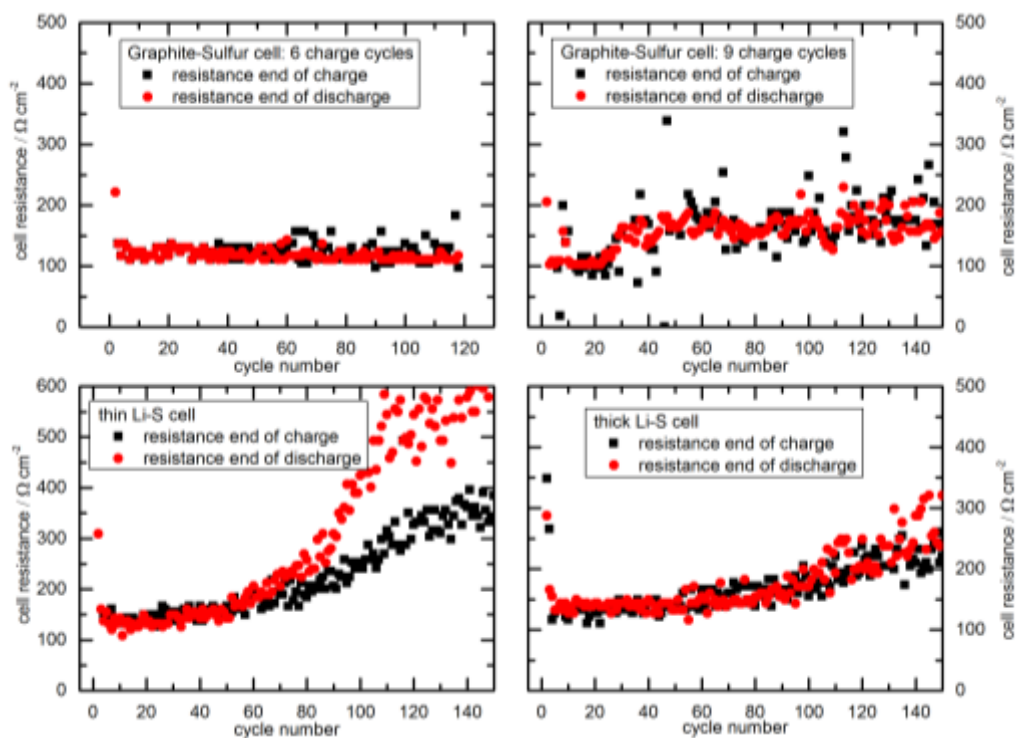 500
400
300
200
100
0
cell resistance / Ω cm⁻²
Graphite-Sulfur cell: 6 charge cycles
resistance end of charge
resistance end of discharge
0 20 40 60 80 100 120
cycle number
Graphite-Sulfur cell: 9 charge cycles
resistance end of charge
resistance end of discharge
500
400
300
200
100
0
cell resistance / Ω cm⁻²
0 20 40 60 80 100 120 140
cycle number
600
500
400
300
200
100
0
cell resistance / Ω cm⁻²
thin Li-S cell
resistance end of charge
resistance end of discharge
0 20 40 60 80 100 120 140
cycle number
thick Li-S cell
resistance end of charge
resistance end of discharge
500
400
300
200
100
0
cell resistance / Ω cm⁻²
0 20 40 60 80 100 120 140
cycle number